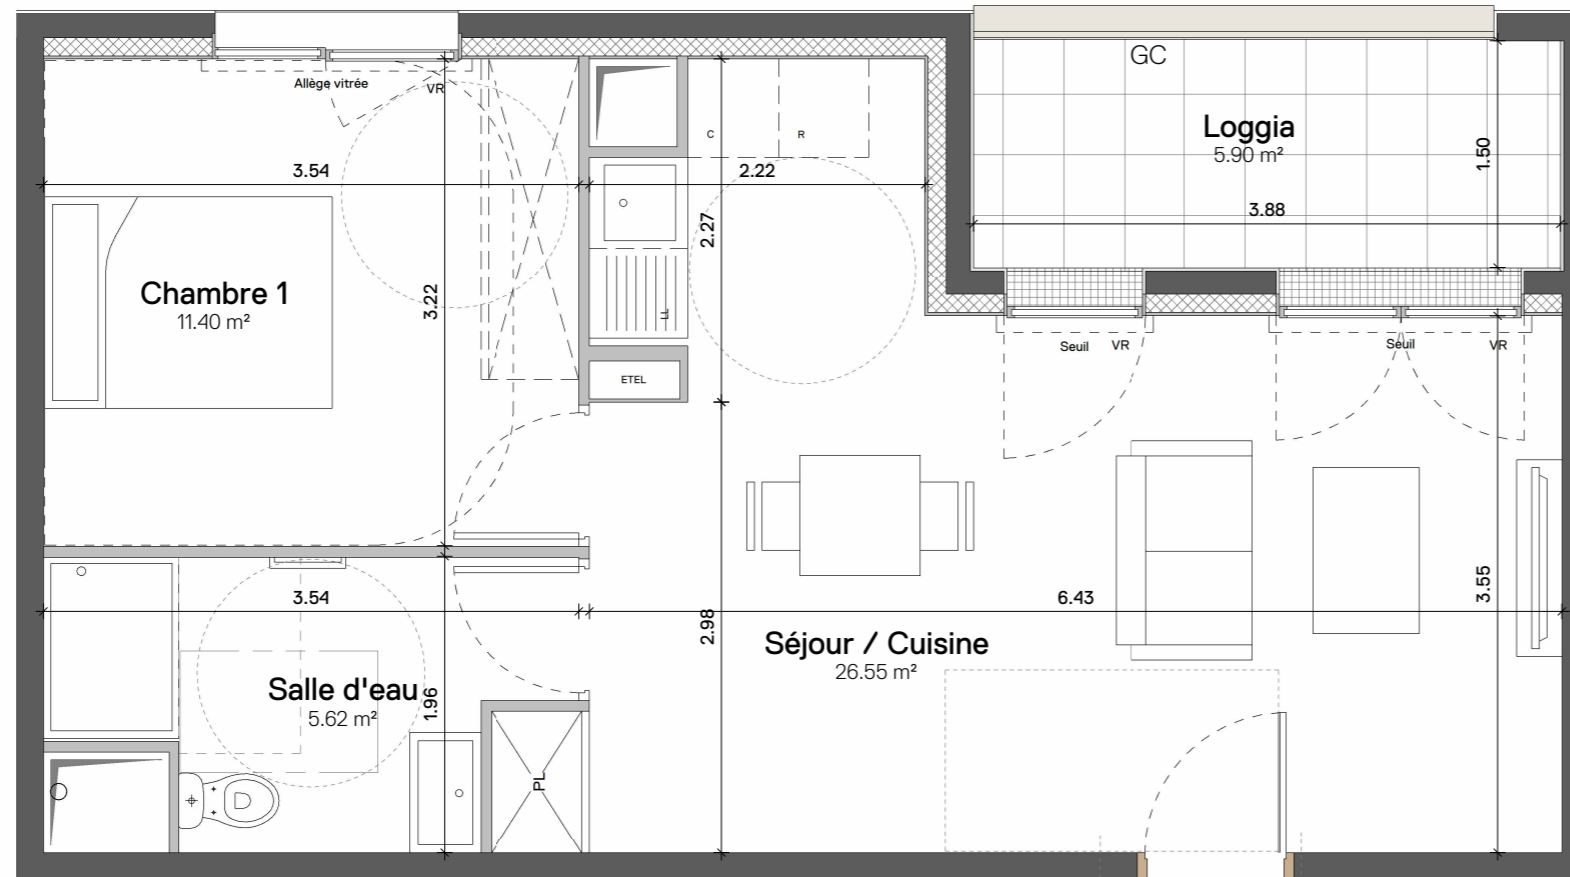 GC
Allège vitrée
VR
Loggia
5.90 m²
C
R
1.50
3.54
2.22
3.88
2.27
Chambre 1
11.40 m²
3.22
LL
Seuil
VR
Seuil
VR
ETEL
3.54
6.43
3.55
2.98
Séjour / Cuisine
26.55 m²
Salle d'eau
5.62 m²
1.96
PL